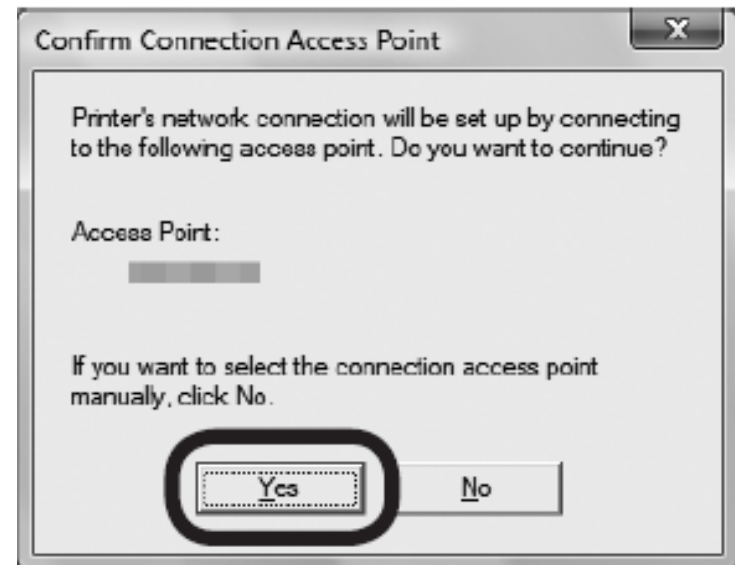 Confirm Connection Access Point
Printer's network connection will be set up by connecting
to the following access point. Do you want to continue?
Access Point:
If you want to select the connection access point
manually, click No.
Yes
No